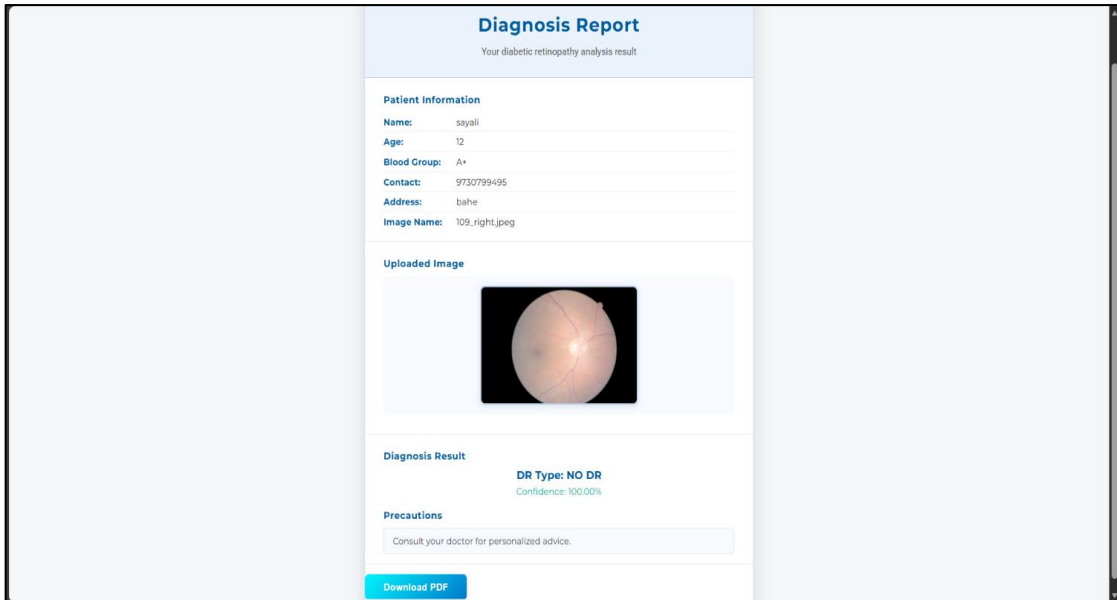 Diagnosis Report
Your diabetic retinopathy analysis result
Patient Information
Name: sayali
Age: 12
Blood Group: A+
Contact: 9730799495
Address: bahe
Image Name: 109_right.jpeg
Uploaded Image
Diagnosis Result
DR Type: NO DR
Confidence: 100.00%
Precautions
Consult your doctor for personalized advice.
Download PDF